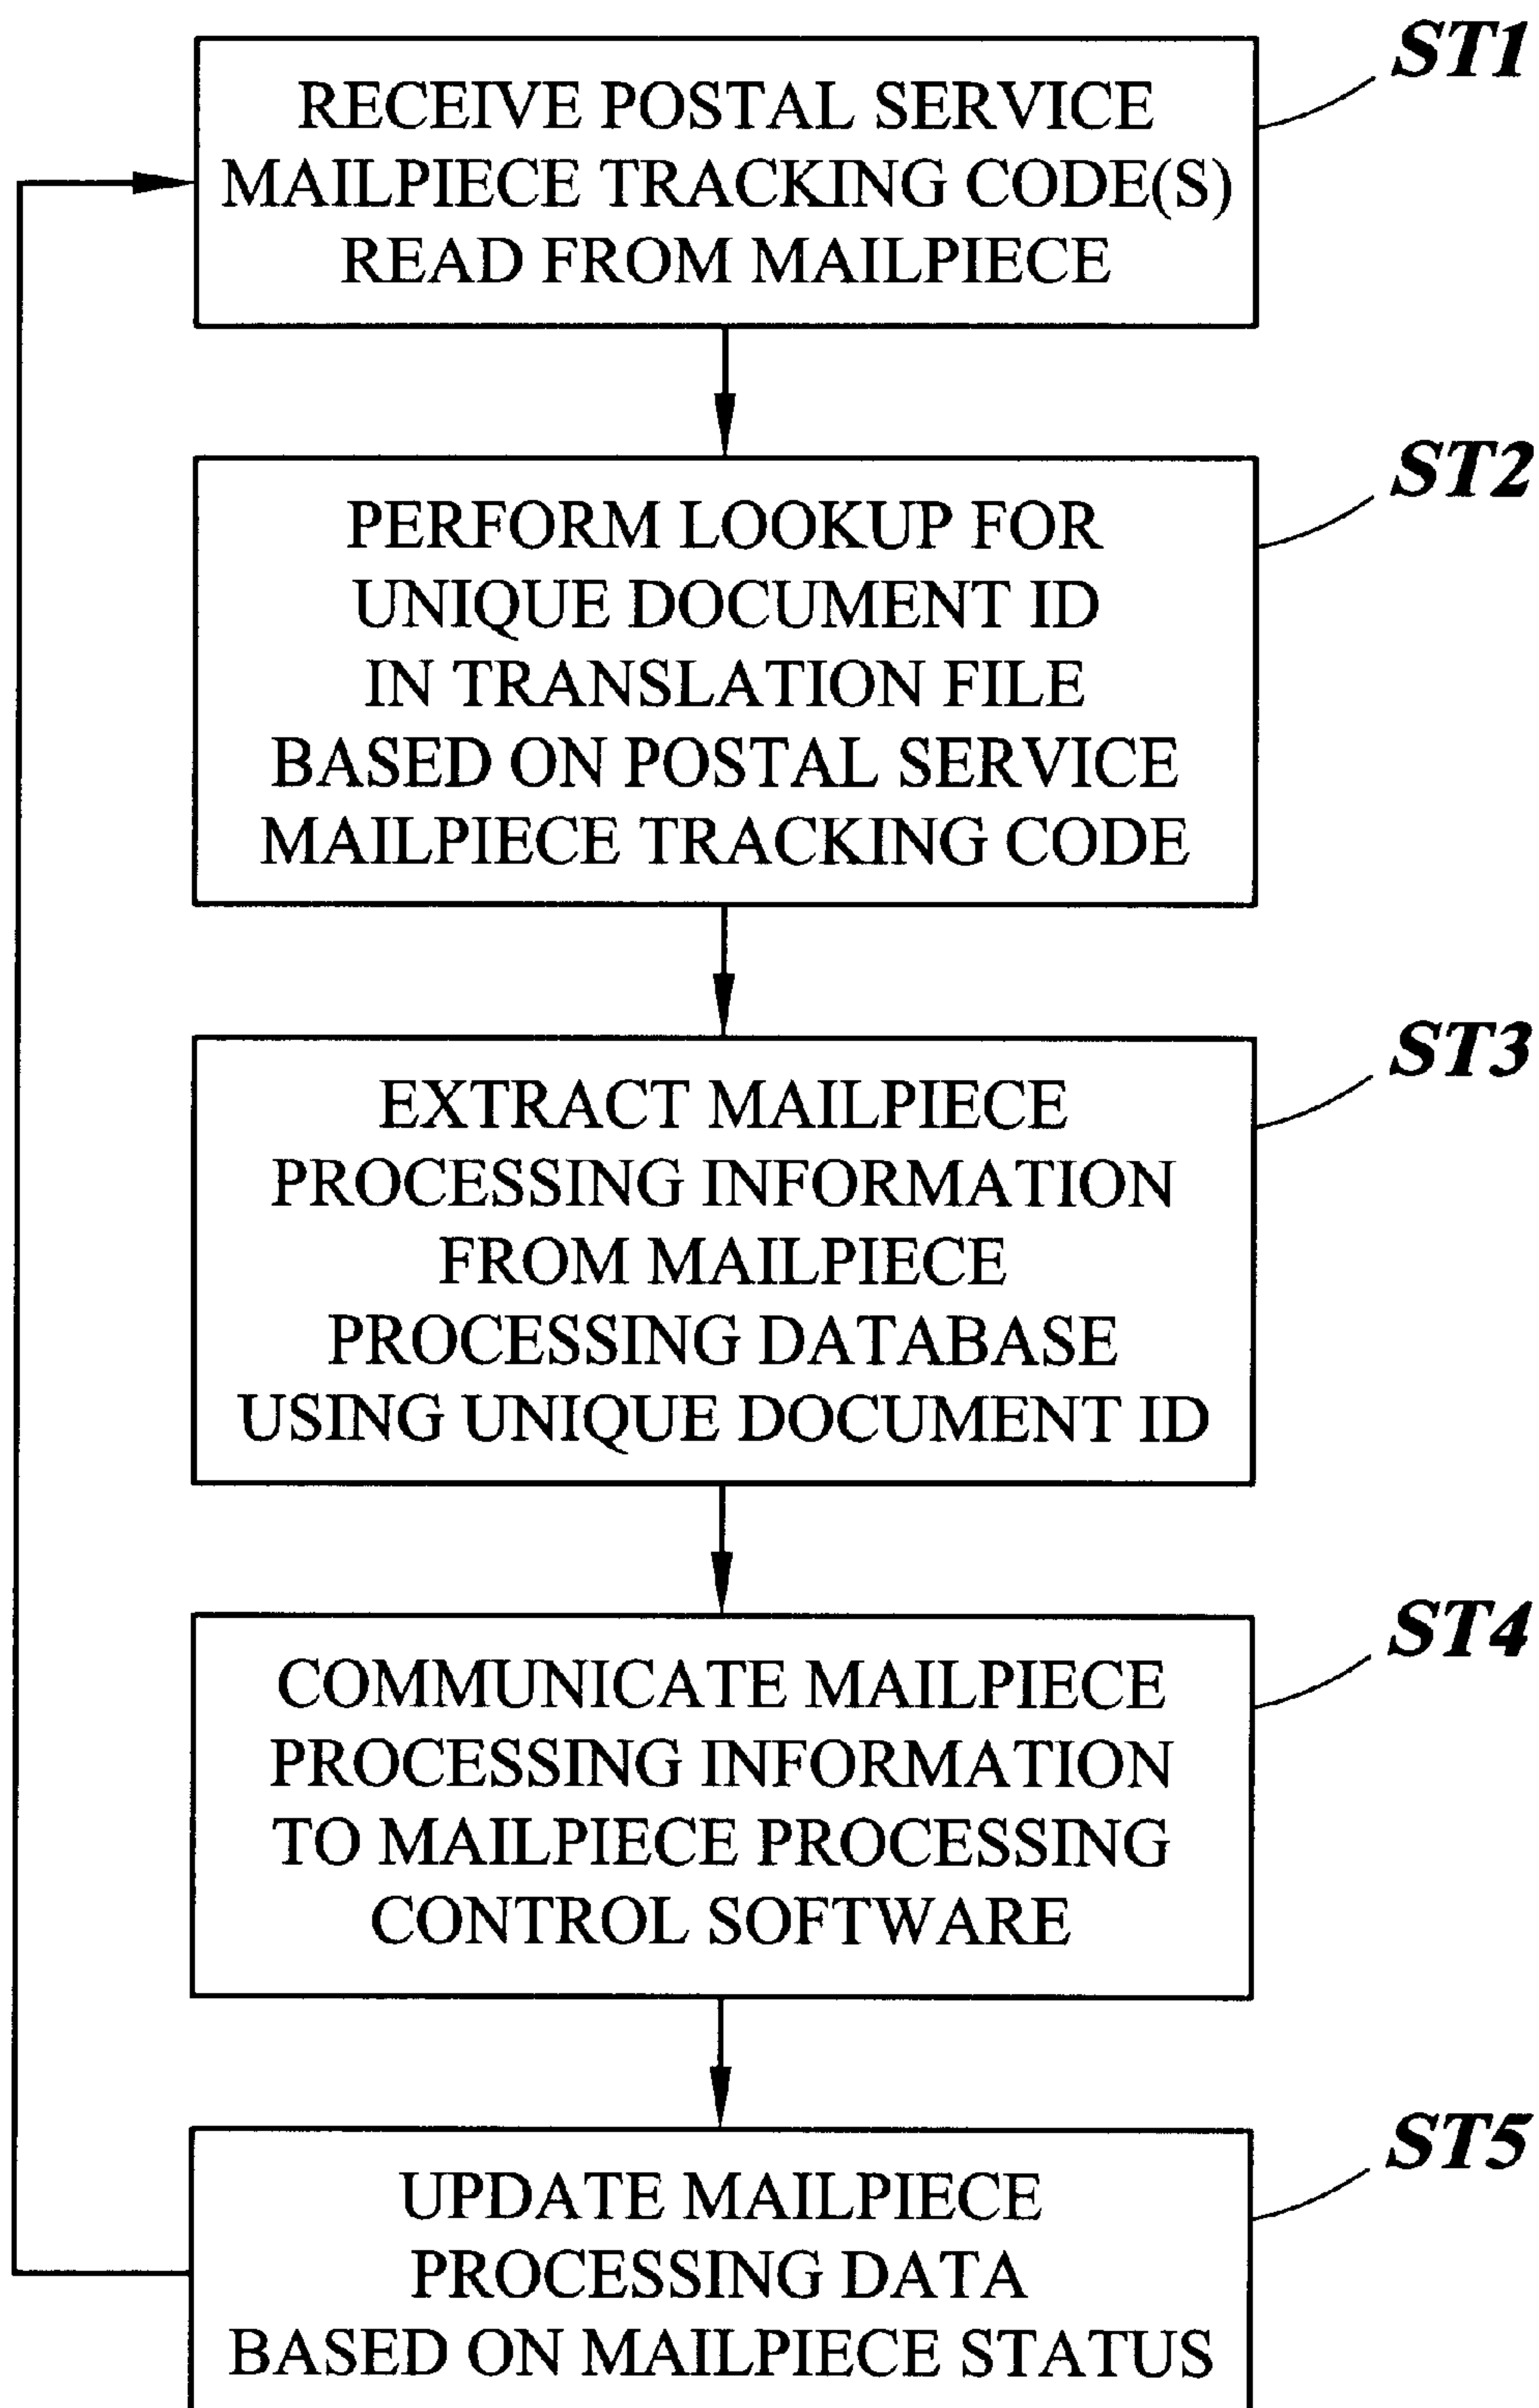 ST1
RECEIVE POSTAL SERVICE
MAILPIECE TRACKING CODE(S)
READ FROM MAILPIECE
ST2
PERFORM LOOKUP FOR
UNIQUE DOCUMENT ID
IN TRANSLATION FILE
BASED ON POSTAL SERVICE
MAILPIECE TRACKING CODE
ST3
EXTRACT MAILPIECE
PROCESSING INFORMATION
FROM MAILPIECE
PROCESSING DATABASE
USING UNIQUE DOCUMENT ID
ST4
COMMUNICATE MAILPIECE
PROCESSING INFORMATION
TO MAILPIECE PROCESSING
CONTROL SOFTWARE
ST5
UPDATE MAILPIECE
PROCESSING DATA
BASED ON MAILPIECE STATUS